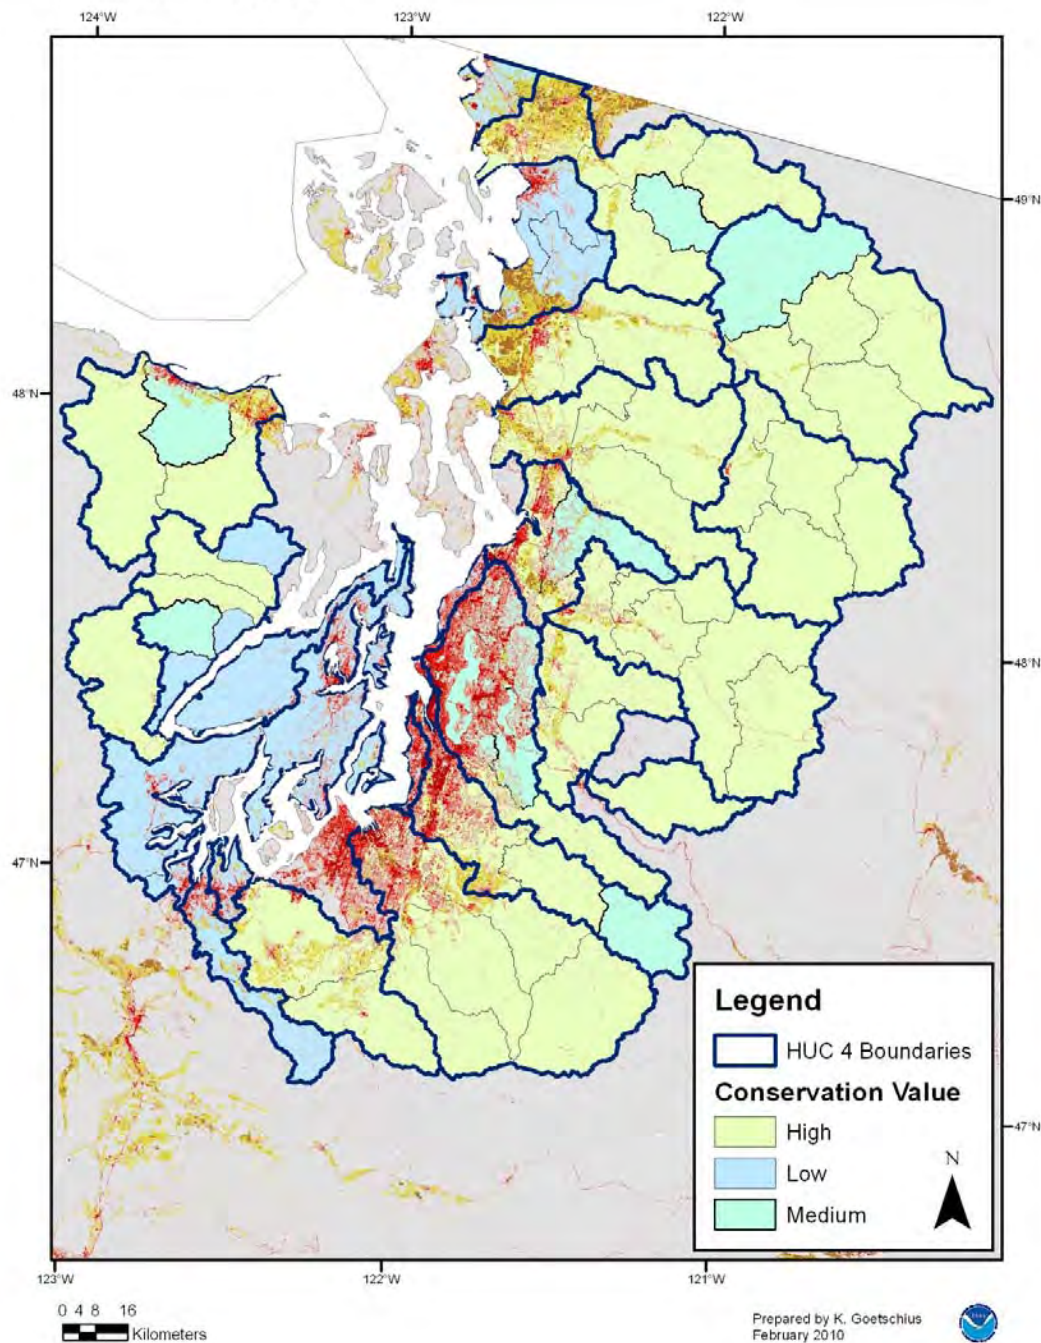 124°W 123°W 122°W
49°N
48°N
48°N
47°N
47°N
Legend
HUC 4 Boundaries
Conservation Value
High
Low
Medium
N
123°W 122°W 121°W
0 4 8 16
Kilometers
Prepared by K. Goetschius
February 2010